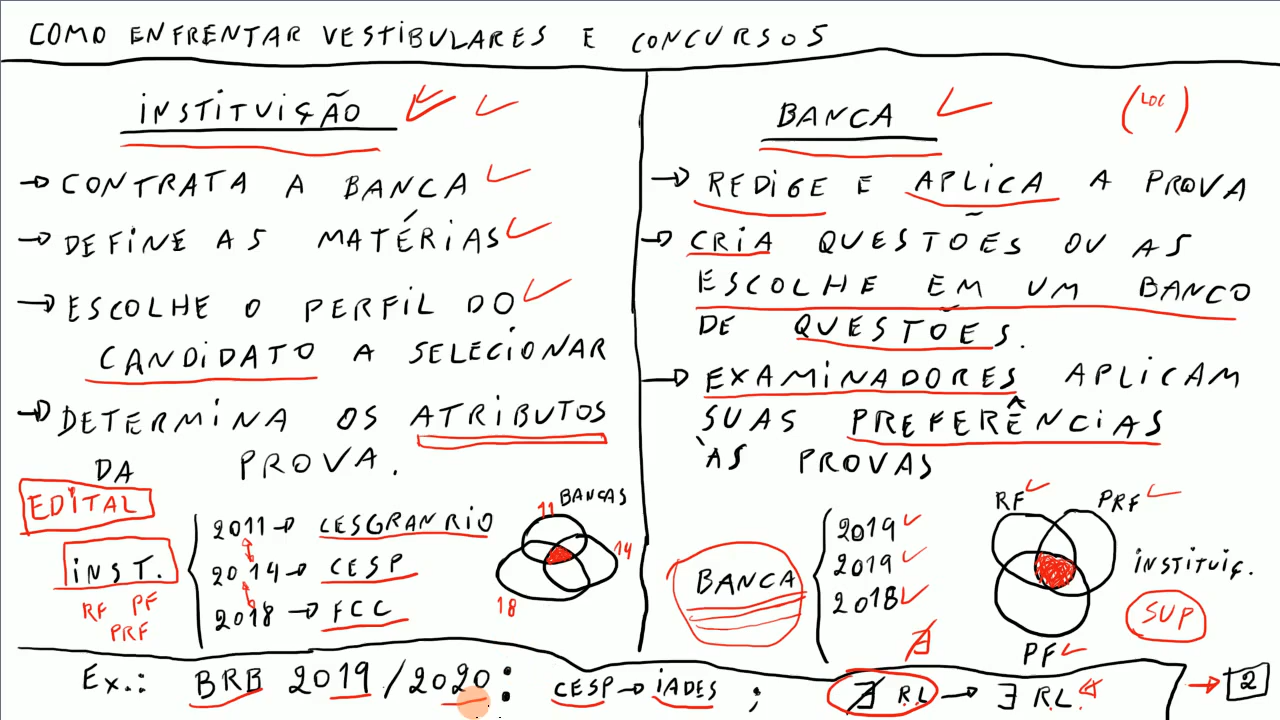 COMO ENFRENTAR VESTIBULARES E CONCURSOS
INSTITUIÇÃO
→ CONTRATA A BANCA
→ DEFINE AS MATÉRIAS
→ ESCOLHE O PERFIL DO
CANDIDATO A SELECIONAR
→ DETERMINA OS ATRIBUTOS
DA PROVA.
EDITAL
INST.
RF PF
PRF
2011 → CESGRANRIO
2014 → CESP
2018 → FCC
BANCAS
11
14
18
BANCA
(LOC)
→ REDIGE E APLICA A PROVA
→ CRIA QUESTÕES OU AS
ESCOLHE EM UM BANCO
DE QUESTÕES.
→ EXAMINADORES APLICAM
SUAS PREFERÊNCIAS
ÀS PROVAS
BANCA
2019
2019
2018
RF PRF
INSTITUIÇ.
SUP
PF
∄
Ex.: BRB 2019/2020: CESP → IADES ; ∄ RL → ∃ RL. → 2